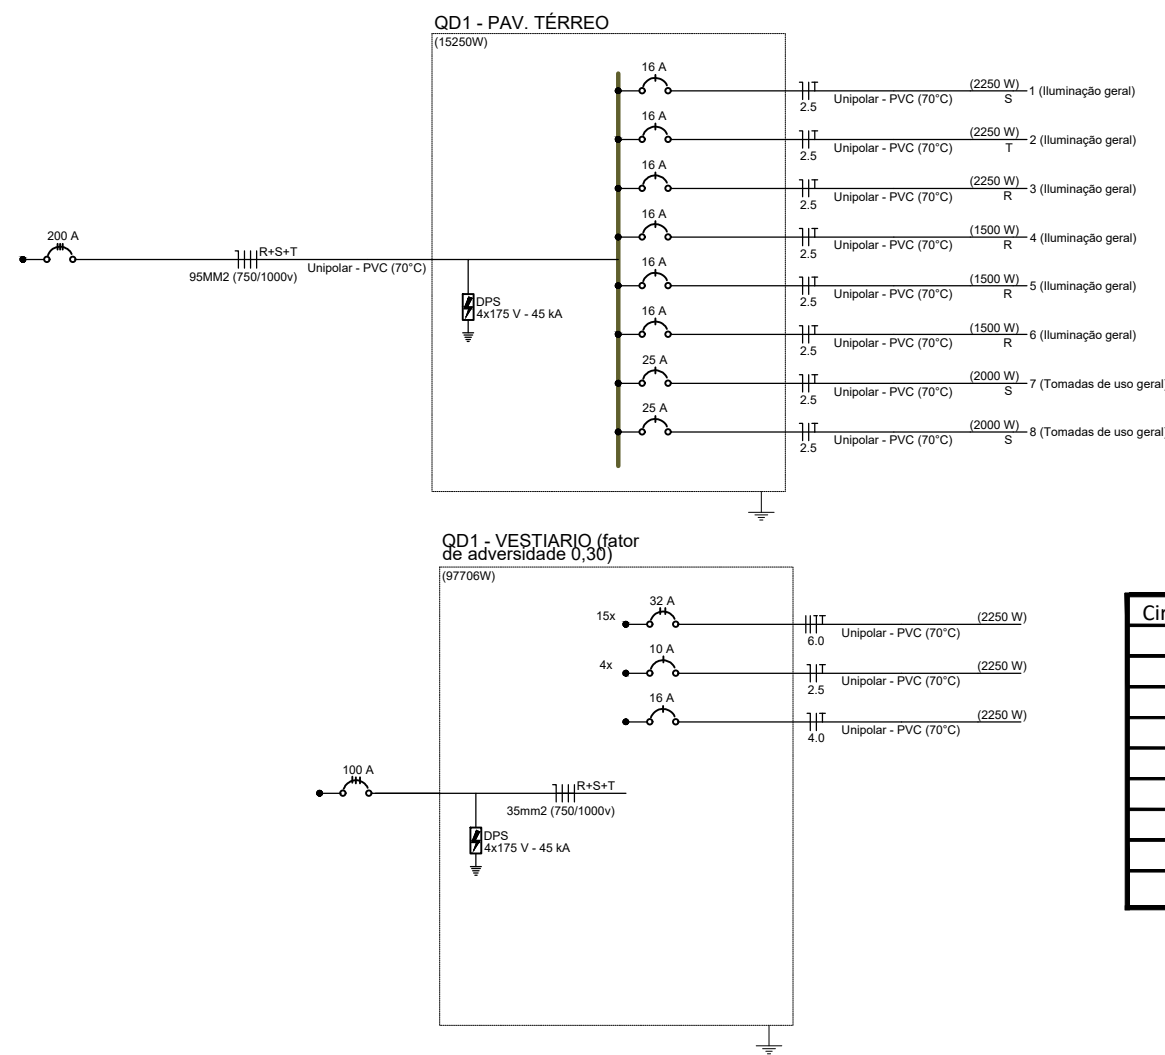 QD1 - PAV. TÉRREO
(15250W)
16 A
T
2.5
Unipolar - PVC (70°C)
(2250 W)
S
1 (Iluminação geral)
16 A
T
2.5
Unipolar - PVC (70°C)
(2250 W)
T
2 (Iluminação geral)
16 A
T
2.5
Unipolar - PVC (70°C)
(2250 W)
R
3 (Iluminação geral)
16 A
T
2.5
Unipolar - PVC (70°C)
(1500 W)
R
4 (Iluminação geral)
200 A
R+S+T
95MM2 (750/1000v)
Unipolar - PVC (70°C)
16 A
T
2.5
Unipolar - PVC (70°C)
(1500 W)
R
5 (Iluminação geral)
DPS
4x175 V - 45 kA
16 A
T
2.5
Unipolar - PVC (70°C)
(1500 W)
R
6 (Iluminação geral)
25 A
T
2.5
Unipolar - PVC (70°C)
(2000 W)
S
7 (Tomadas de uso geral)
25 A
T
2.5
Unipolar - PVC (70°C)
(2000 W)
S
8 (Tomadas de uso geral)
QD1 - VESTIARIO (fator
de adversidade 0,30)
(97706W)
15x
32 A
T
6.0
Unipolar - PVC (70°C)
(2250 W)
4x
10 A
T
2.5
Unipolar - PVC (70°C)
(2250 W)
16 A
T
4.0
Unipolar - PVC (70°C)
(2250 W)
100 A
R+S+T
35mm2 (750/1000v)
DPS
4x175 V - 45 kA